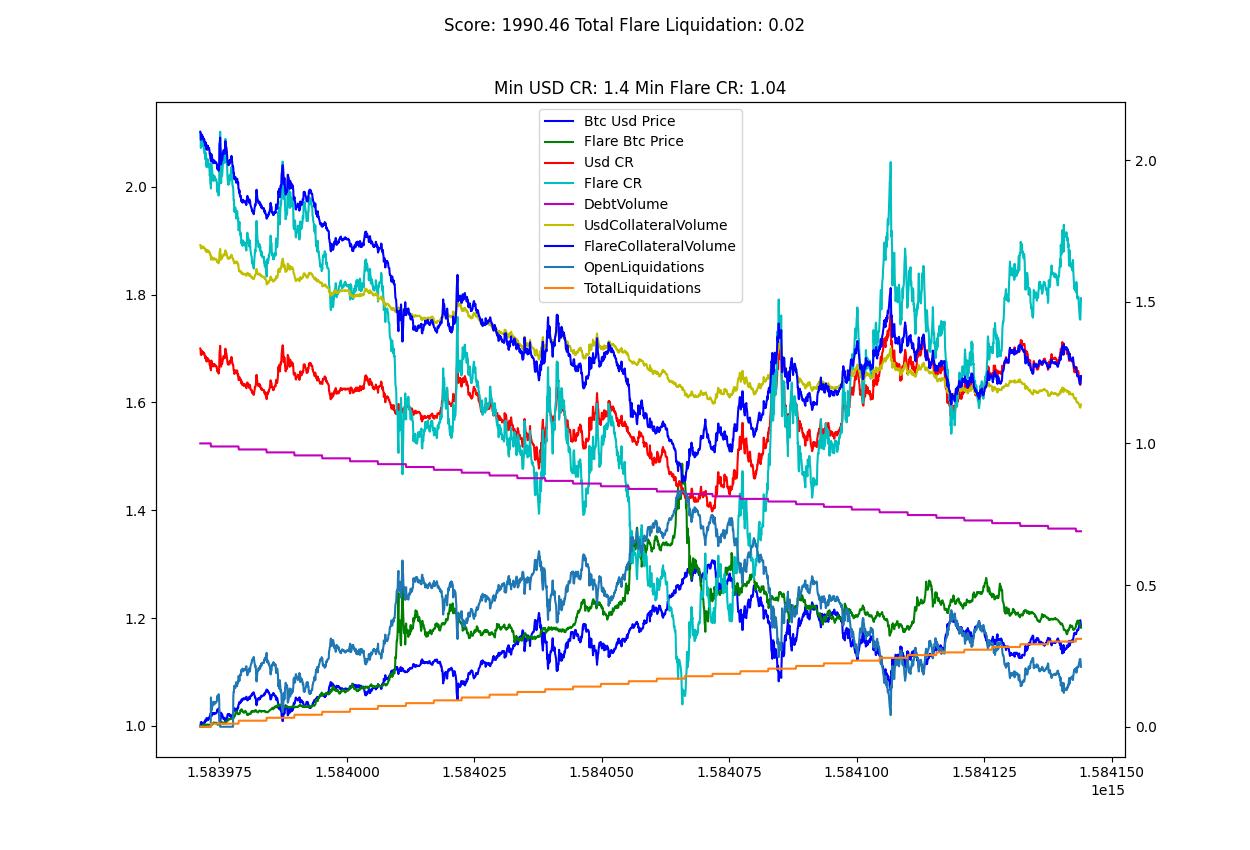 Score: 1990.46 Total Flare Liquidation: 0.02
Min USD CR: 1.4 Min Flare CR: 1.04
Btc Usd Price
Flare Btc Price
Usd CR
Flare CR
DebtVolume
UsdCollateralVolume
FlareCollateralVolume
OpenLiquidations
TotalLiquidations
2.0
1.8
1.6
1.4
1.2
1.0
2.0
1.5
1.0
0.5
0.0
1.583975 1.584000 1.584025 1.584050 1.584075 1.584100 1.584125 1.584150
1e15